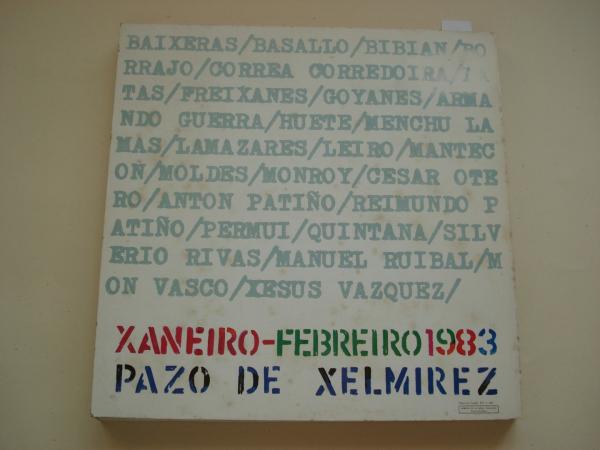 BAIXERAS/BASALLO/BIBIAN/BO
RRAJO/CORREA CORREDOIRA/DA
TAS/FREIXANES/GOYANES/ARMA
NDO GUERRA/HUETE/MENCHU LA
MAS/LAMAZARES/LEIRO/MANTEC
ON/MOLDES/MONROY/CESAR OTE
RO/ANTON PATIÑO/REIMUNDO P
ATIÑO/PERMUI/QUINTANA/SILV
ERIO RIVAS/MANUEL RUIBAL/M
ON VASCO/XESUS VAZQUEZ/
XANEIRO-FEBREIRO1983
PAZO DE XELMIREZ